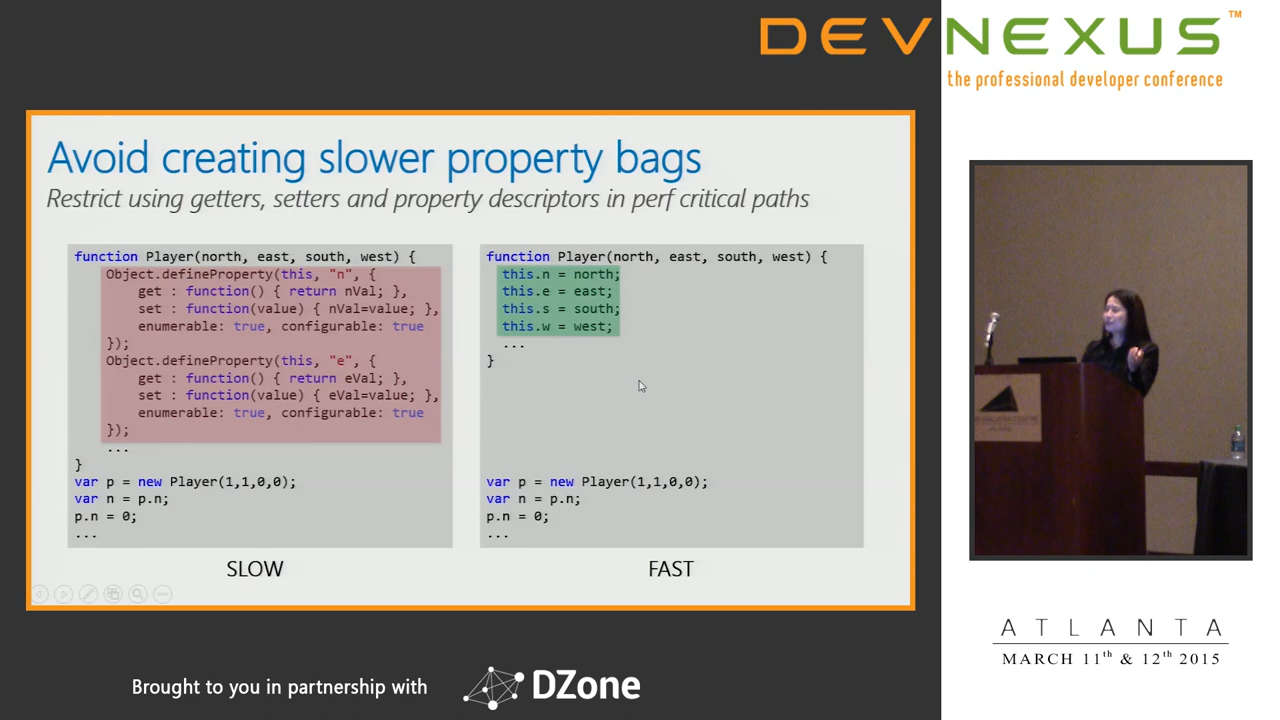 DEVNEXUS™
the professional developer conference
Avoid creating slower property bags
Restrict using getters, setters and property descriptors in perf critical paths
function Player(north, east, south, west) {
Object.defineProperty(this, "n", {
get : function() { return nVal; },
set : function(value) { nVal=value; },
enumerable: true, configurable: true
});
Object.defineProperty(this, "e", {
get : function() { return eVal; },
set : function(value) { eVal=value; },
enumerable: true, configurable: true
});
...
}
var p = new Player(1,1,0,0);
var n = p.n;
p.n = 0;
...
SLOW
function Player(north, east, south, west) {
this.n = north;
this.e = east;
this.s = south;
this.w = west;
...
}
var p = new Player(1,1,0,0);
var n = p.n;
p.n = 0;
...
FAST
ATLANTA
MARCH 11th & 12th 2015
Brought to you in partnership with
DZone